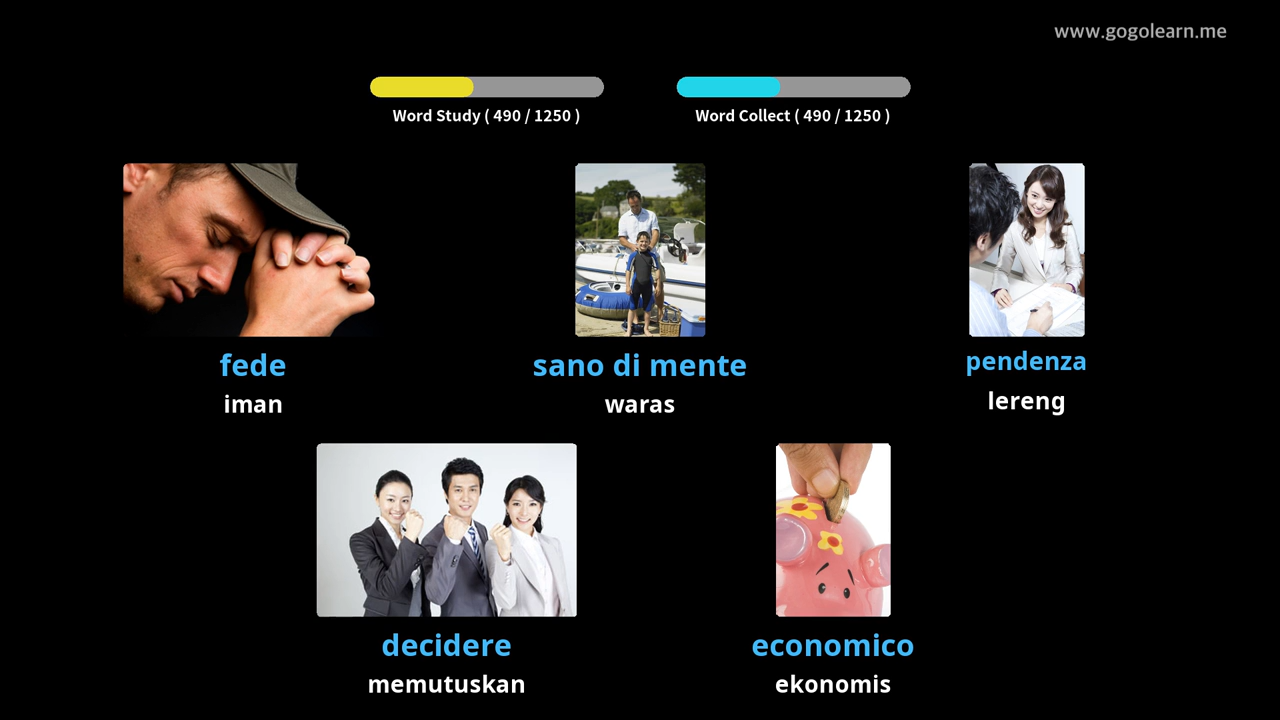 www.gogolearn.me
Word Study ( 490 / 1250 )
Word Collect ( 490 / 1250 )
fede
iman
sano di mente
waras
pendenza
lereng
decidere
memutuskan
economico
ekonomis